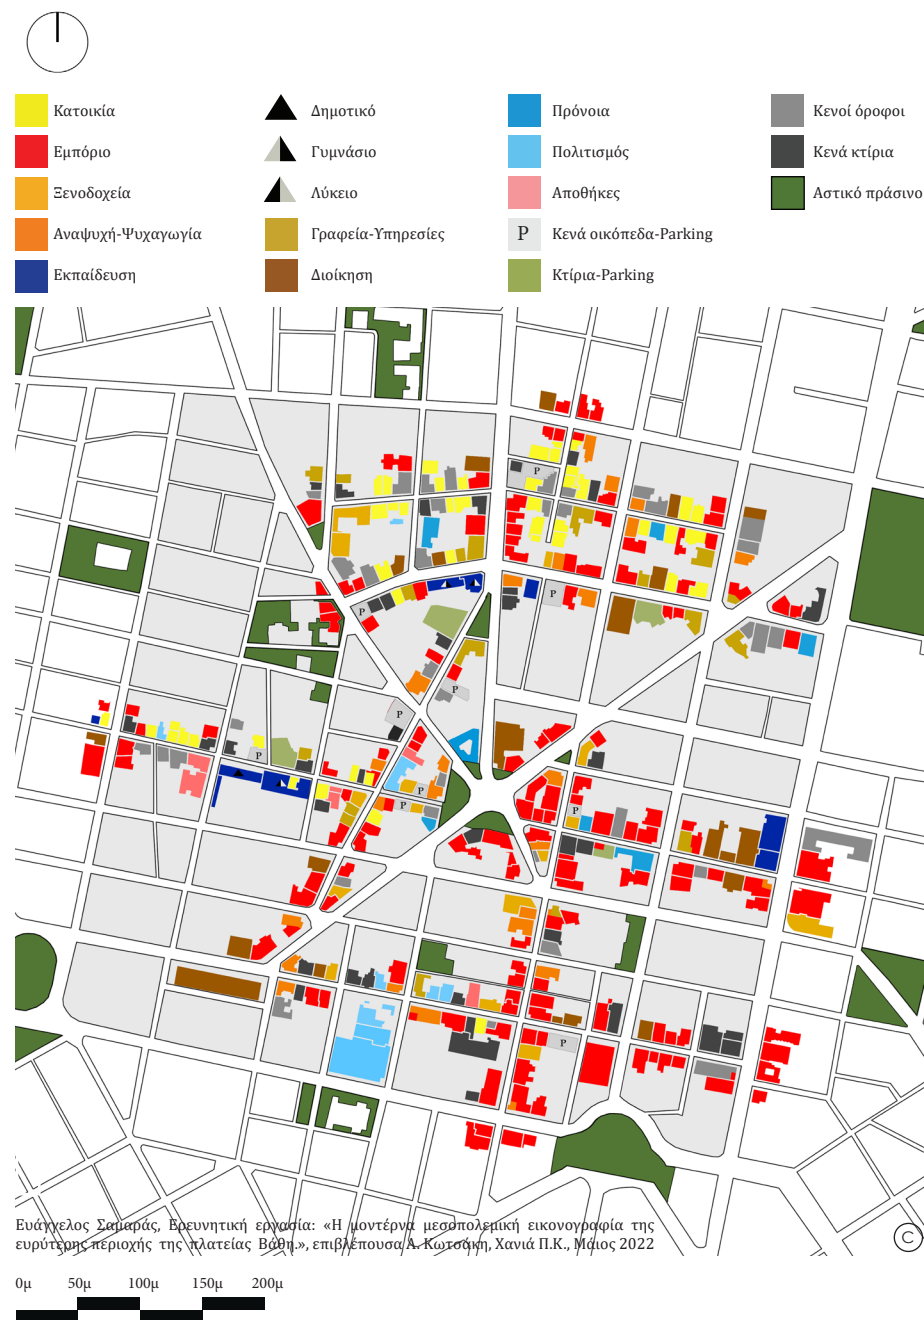 Κατοικία
Εμπόριο
Ξενοδοχεία
Αναψυχή-Ψυχαγωγία
Εκπαίδευση
Δημοτικό
Γυμνάσιο
Λύκειο
Γραφεία-Υπηρεσίες
Διοίκηση
Πρόνοια
Πολιτισμός
Αποθήκες
P Κενά οικόπεδα-Parking
Κτίρια-Parking
Κενοί όροφοι
Κενά κτίρια
Αστικό πράσινο
P
P
P
P
P
P
P
P
P
P
Ευάγγελος Σαμαράς, Ερευνητική εργασία: «Η μοντέρνα μεσοπολεμική εικονογραφία της
ευρύτερης περιοχής της πλατείας Βάθη.», επιβλέπουσα Α. Κωτσάκη, Χανιά Π.Κ., Μάιος 2022
©
0μ 50μ 100μ 150μ 200μ